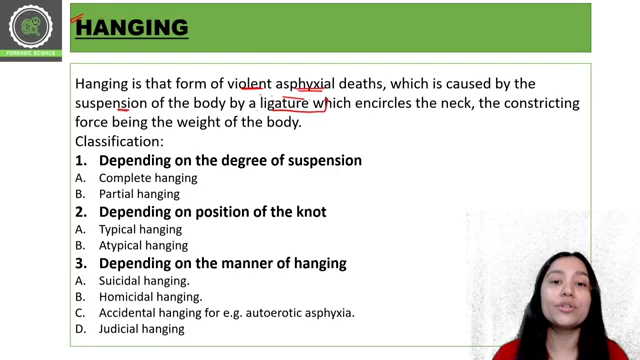 FORENSIC SCIENCE
HANGING
Hanging is that form of violent asphyxial deaths, which is caused by the
suspension of the body by a ligature which encircles the neck, the constricting
force being the weight of the body.
Classification:
1. Depending on the degree of suspension
A. Complete hanging
B. Partial hanging
2. Depending on position of the knot
A. Typical hanging
B. Atypical hanging
3. Depending on the manner of hanging
A. Suicidal hanging.
B. Homicidal hanging.
C. Accidental hanging for e.g. autoerotic asphyxia.
D. Judicial hanging